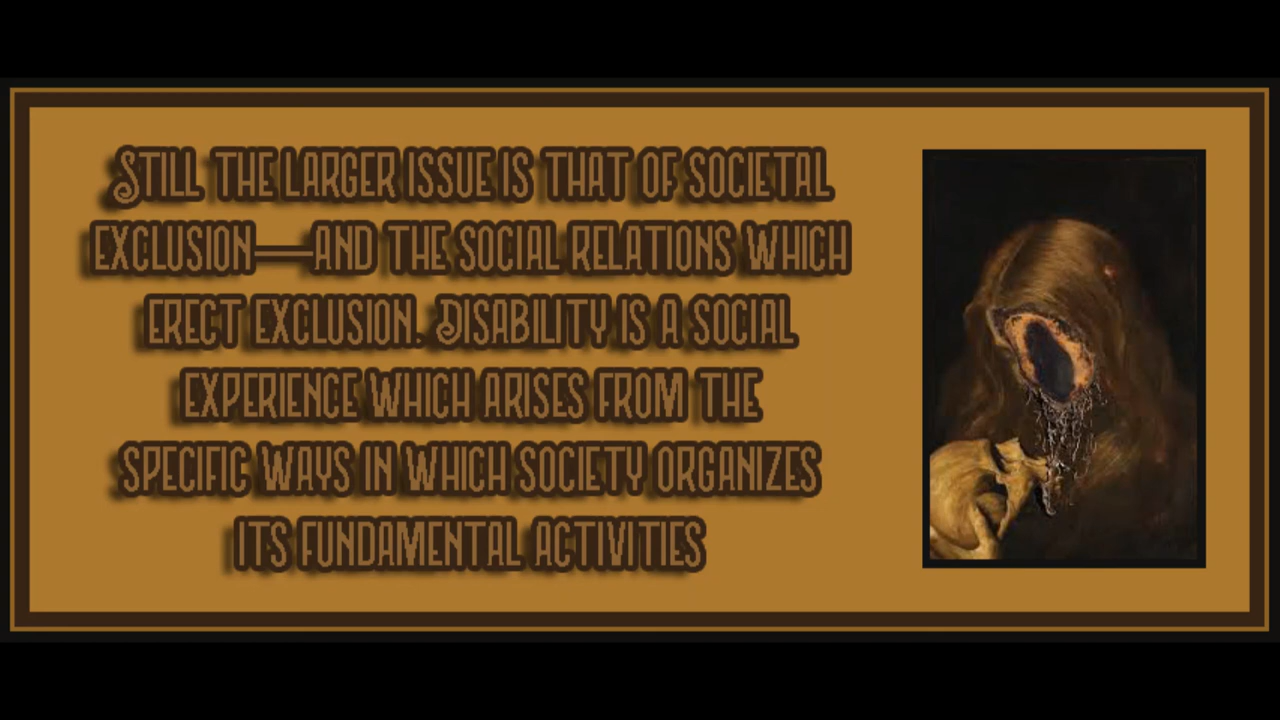 Still the larger issue is that of societal
exclusion—and the social relations which
erect exclusion. Disability is a social
experience which arises from the
specific ways in which society organizes
its fundamental activities